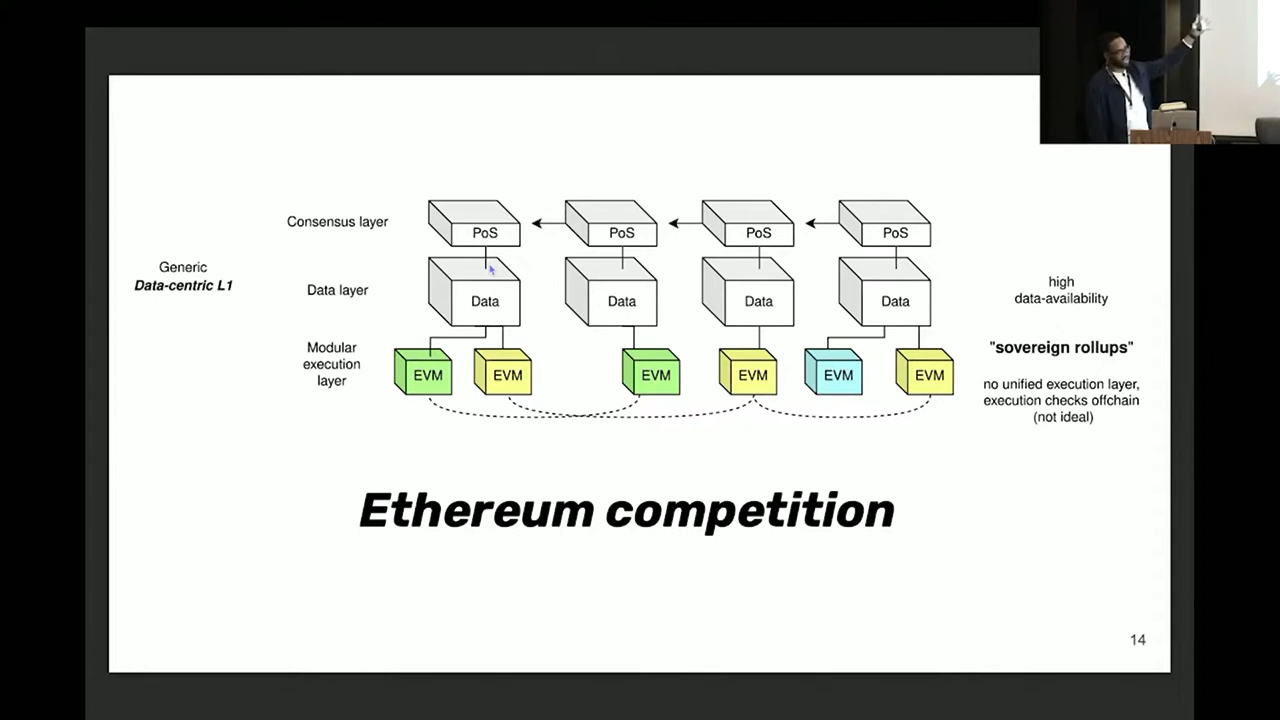 Consensus layer
PoS
PoS
PoS
PoS
Generic
Data-centric L1
Data layer
Data
Data
Data
Data
high
data-availability
Modular
execution
layer
EVM
EVM
EVM
EVM
EVM
EVM
"sovereign rollups"
no unified execution layer,
execution checks offchain
(not ideal)
Ethereum competition
14